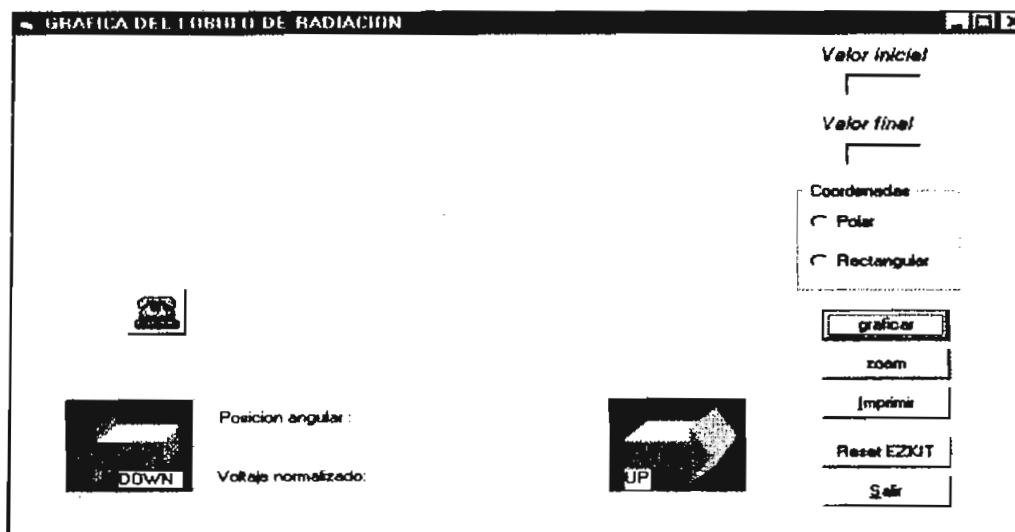 GRAFICA DEL LOBULO DE RADIACION
Valor inicial
Valor final
Coordenadas
Polar
Rectangular
graficar
zoom
Imprimir
Posicion angular :
Reset EZKIT
DOWN
Voltaje normalizado:
UP
Salir